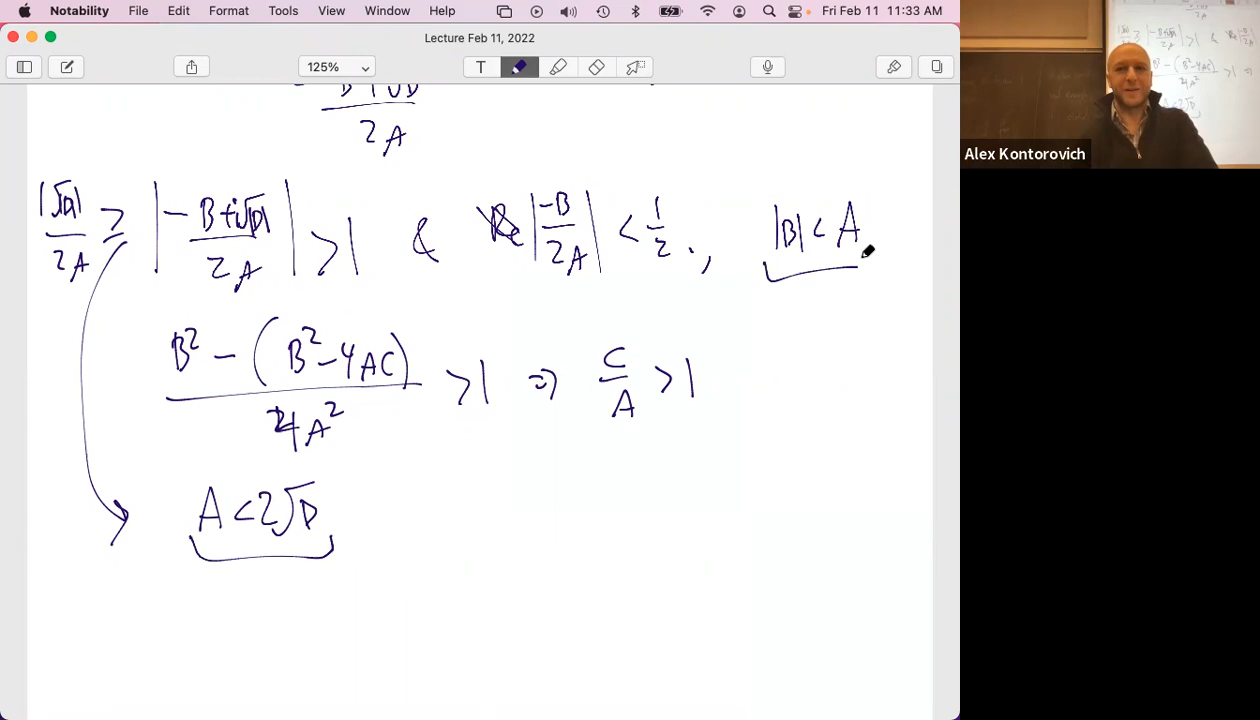 Notability File Edit Tools View Format Window Help Fri Feb 11 11:33 AM
Lecture Feb 11, 2022
125% T
2A
|√D| / 2A ≥ | −B+i√|D| / 2A | > 1 & | −B / 2A | < 1/2 ., |B| < A
B² − (B²−4AC) / 4A² > 1 ⇒ C/A > 1
A < 2√D
Alex Kontorovich